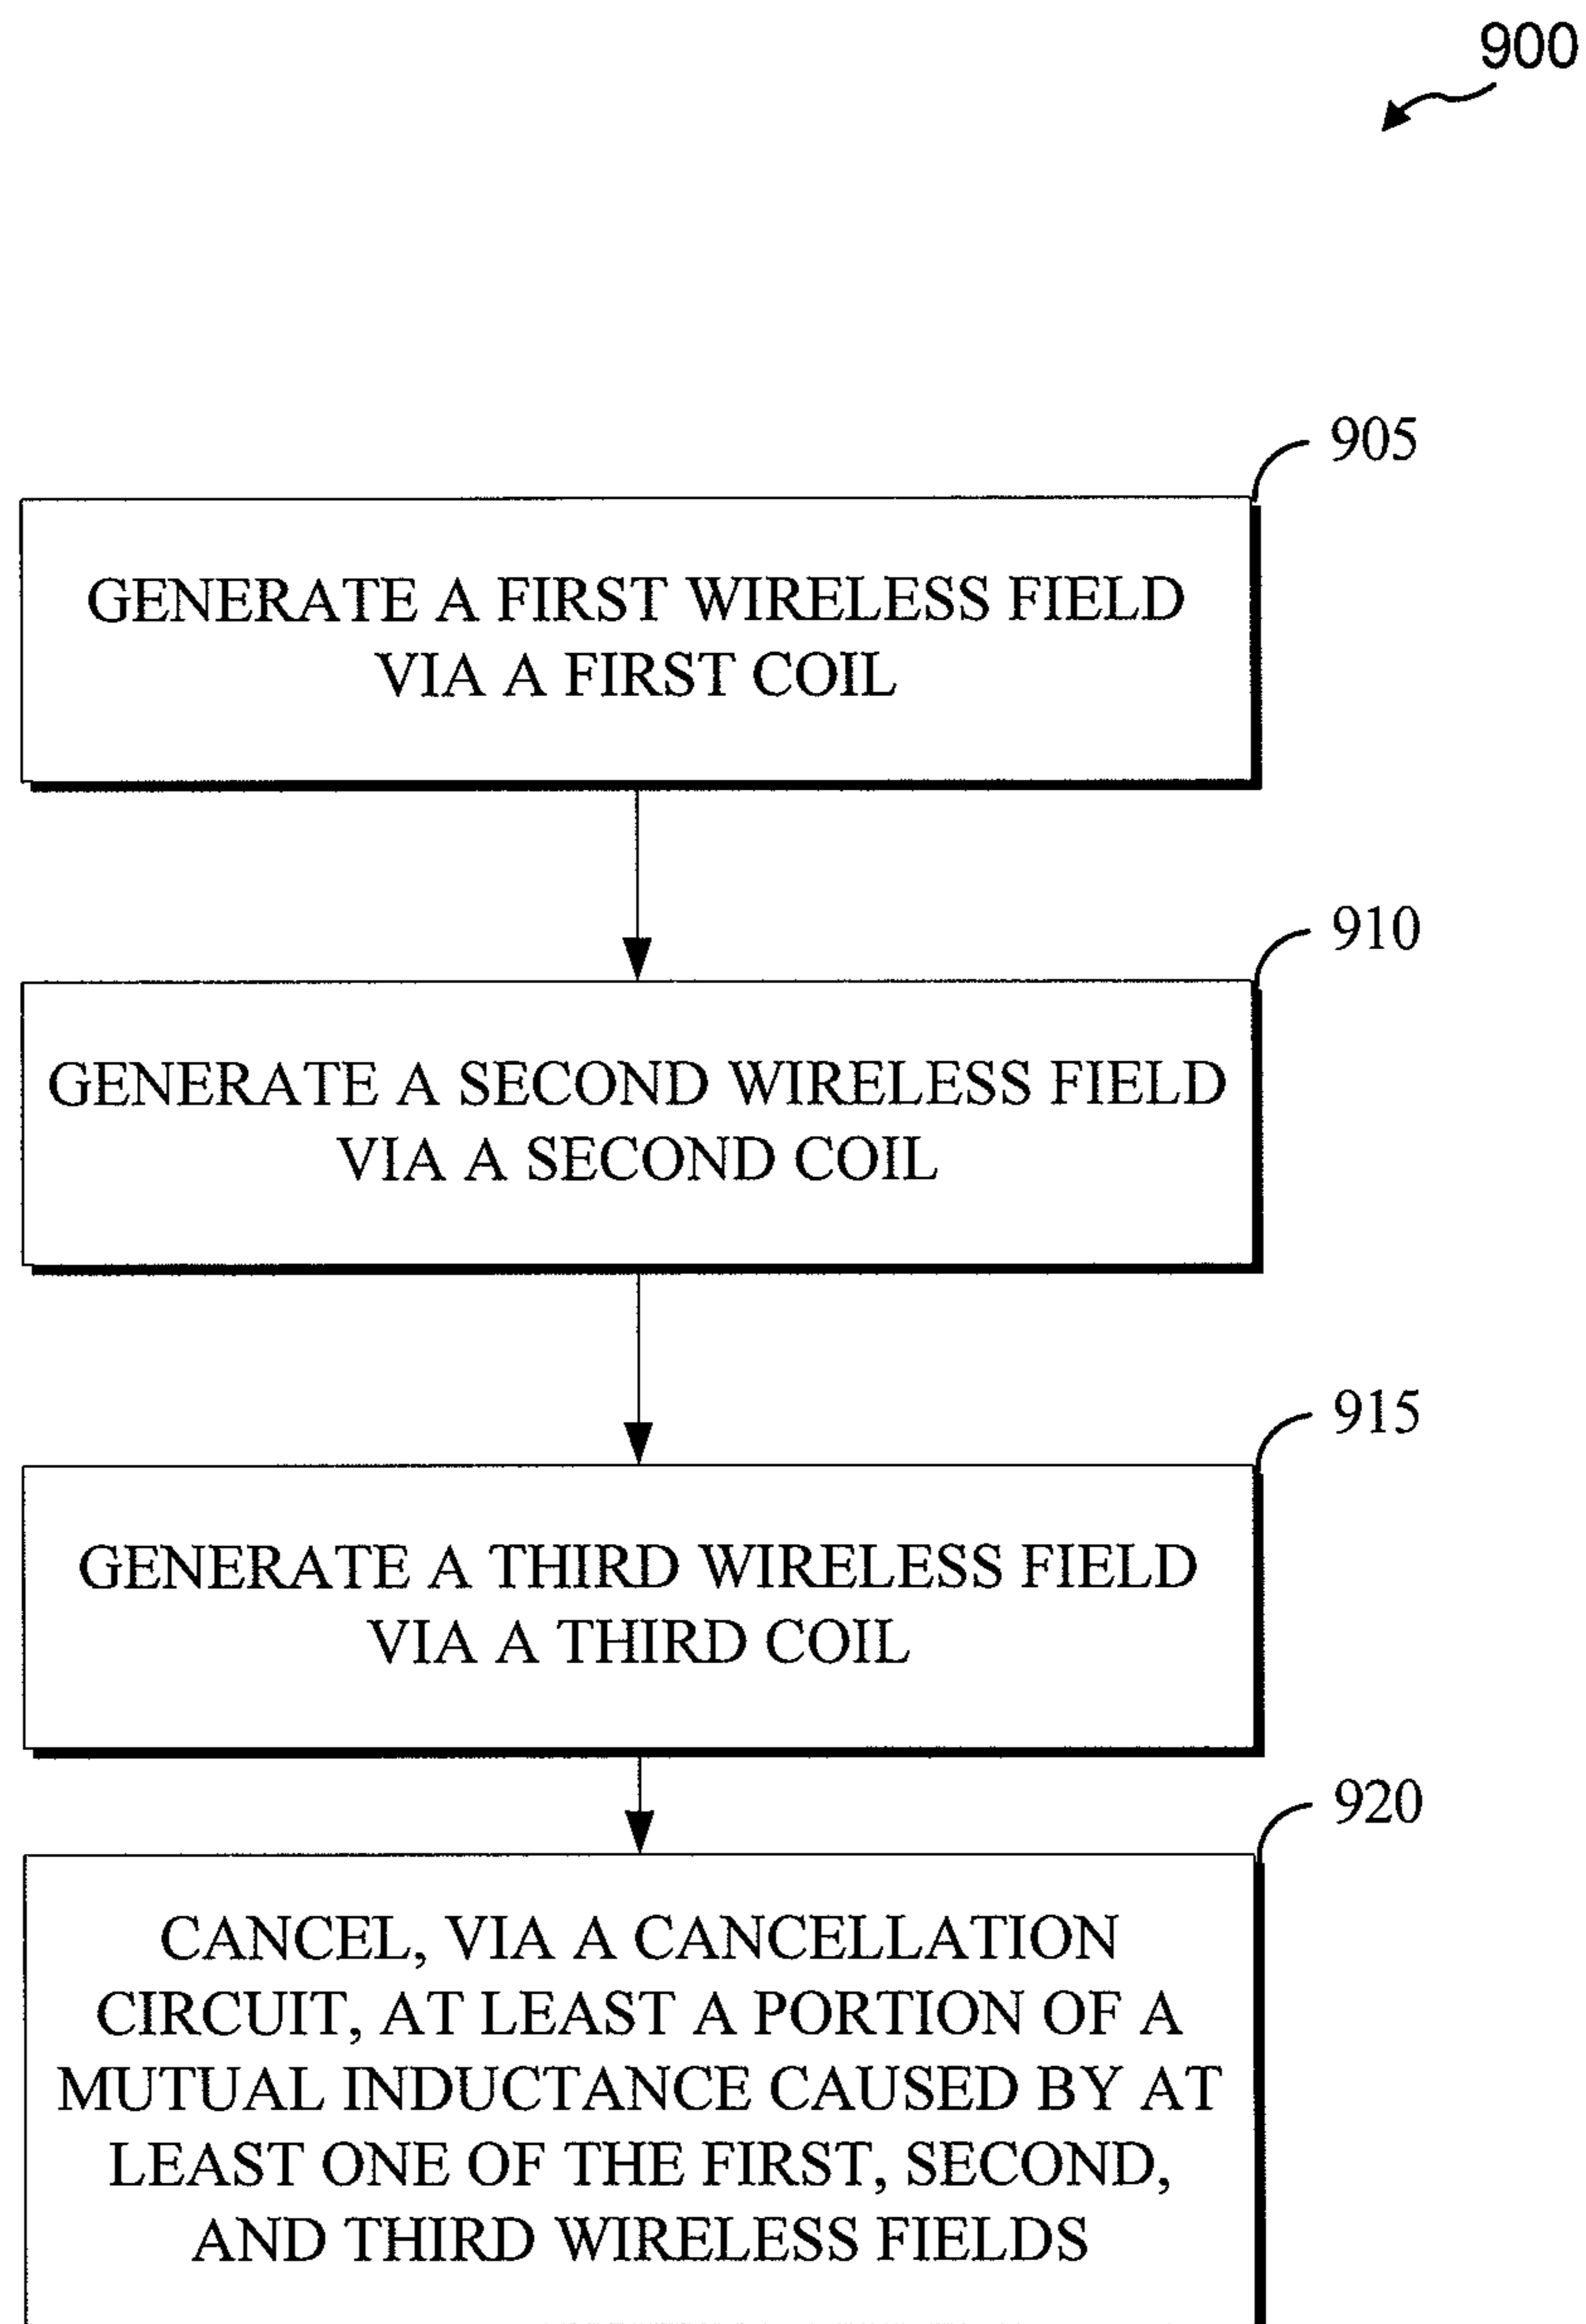 900
905
GENERATE A FIRST WIRELESS FIELD
VIA A FIRST COIL
910
GENERATE A SECOND WIRELESS FIELD
VIA A SECOND COIL
915
GENERATE A THIRD WIRELESS FIELD
VIA A THIRD COIL
920
CANCEL, VIA A CANCELLATION
CIRCUIT, AT LEAST A PORTION OF A
MUTUAL INDUCTANCE CAUSED BY AT
LEAST ONE OF THE FIRST, SECOND,
AND THIRD WIRELESS FIELDS